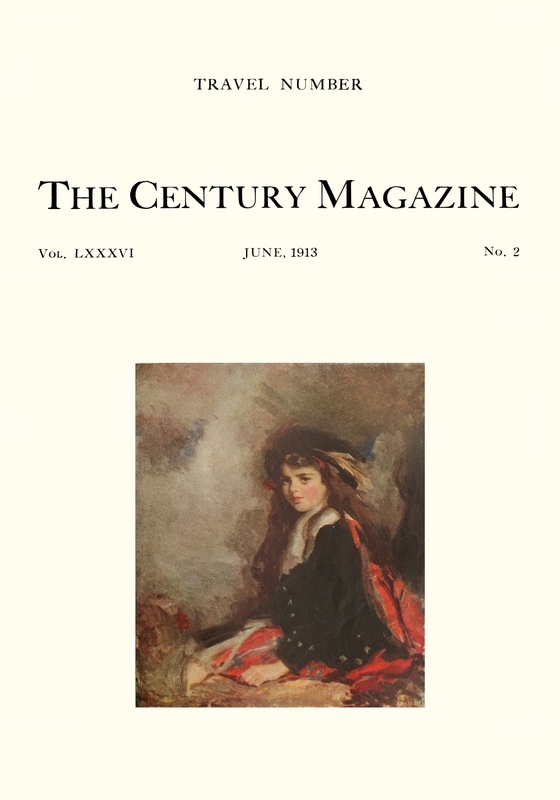 TRAVEL NUMBER
THE CENTURY MAGAZINE
VOL. LXXXVI JUNE, 1913 No. 2